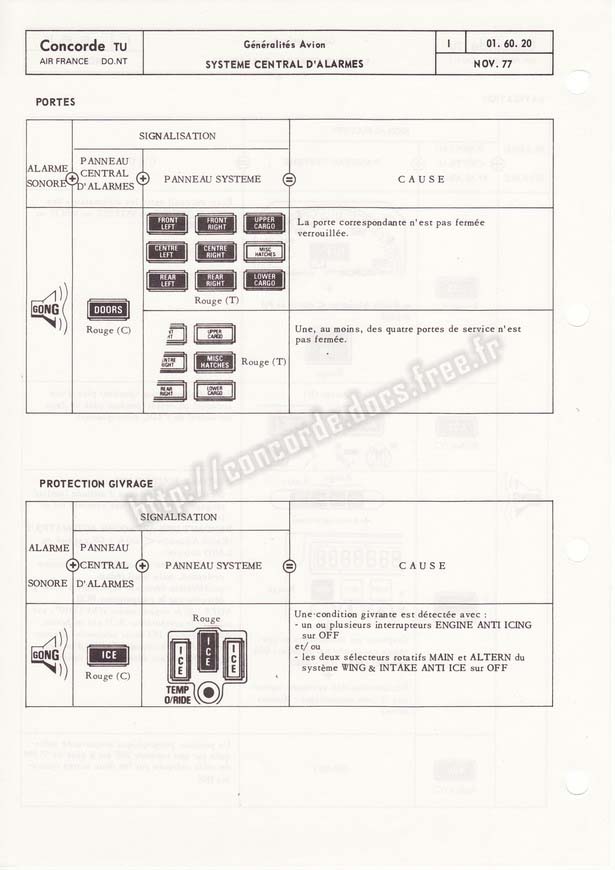 Concorde TU
AIR FRANCE DO.NT
Généralités Avion
SYSTEME CENTRAL D'ALARMES
I
01. 60. 20
NOV. 77
PORTES
SIGNALISATION
ALARME SONORE
+
PANNEAU CENTRAL D'ALARMES
+
PANNEAU SYSTEME
=
CAUSE
GONG
DOORS
Rouge (C)
FRONT LEFT
FRONT RIGHT
UPPER CARGO
CENTRE LEFT
CENTRE RIGHT
MISC HATCHES
REAR LEFT
REAR RIGHT
LOWER CARGO
Rouge (T)
La porte correspondante n'est pas fermée
verrouillée.
NT HT
UPPER CARGO
NTRE RIGHT
MISC HATCHES
Rouge (T)
REAR RIGHT
LOWER CARGO
Une, au moins, des quatre portes de service n'est
pas fermée.
http://concorde.docs.free.fr
PROTECTION GIVRAGE
SIGNALISATION
ALARME SONORE
+
PANNEAU CENTRAL D'ALARMES
+
PANNEAU SYSTEME
=
CAUSE
GONG
ICE
Rouge (C)
Rouge
ICE
ICE
ICE
TEMP
O/RIDE
Une condition givrante est détectée avec :
- un ou plusieurs interrupteurs ENGINE ANTI ICING
sur OFF
et/ou
- les deux sélecteurs rotatifs MAIN et ALTERN du
système WING & INTAKE ANTI ICE sur OFF